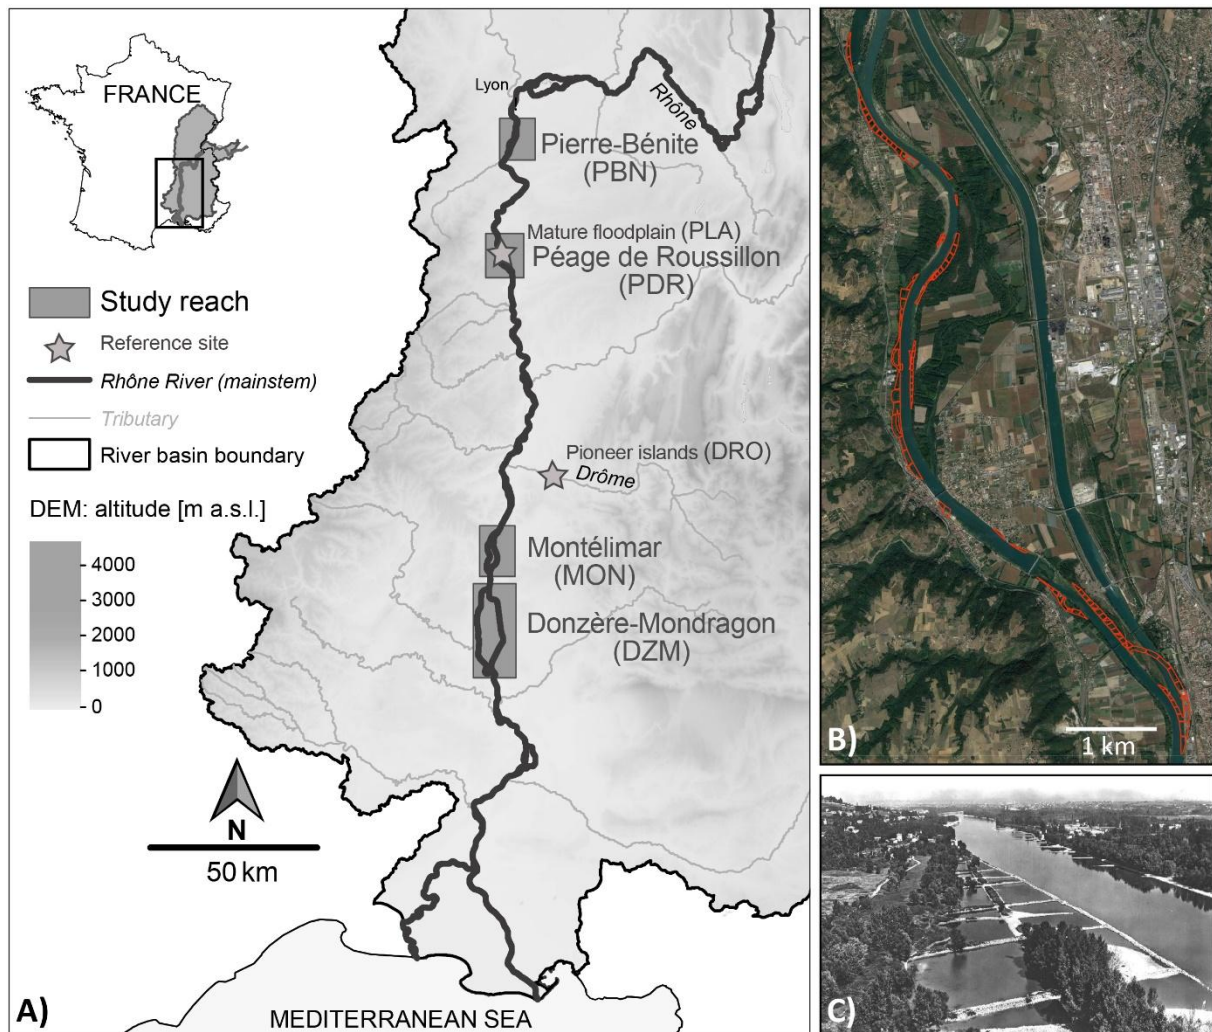 FRANCE
Lyon
Rhône
Pierre-Bénite
(PBN)
Mature floodplain (PLA)
Péage de Roussillon
(PDR)
Study reach
Reference site
Rhône River (mainstem)
Tributary
River basin boundary
DEM: altitude [m a.s.l.]
4000
3000
2000
1000
0
Pioneer islands (DRO)
Drôme
Montélimar
(MON)
Donzère-Mondragon
(DZM)
N
50 km
A)
MEDITERRANEAN SEA
B)
1 km
C)